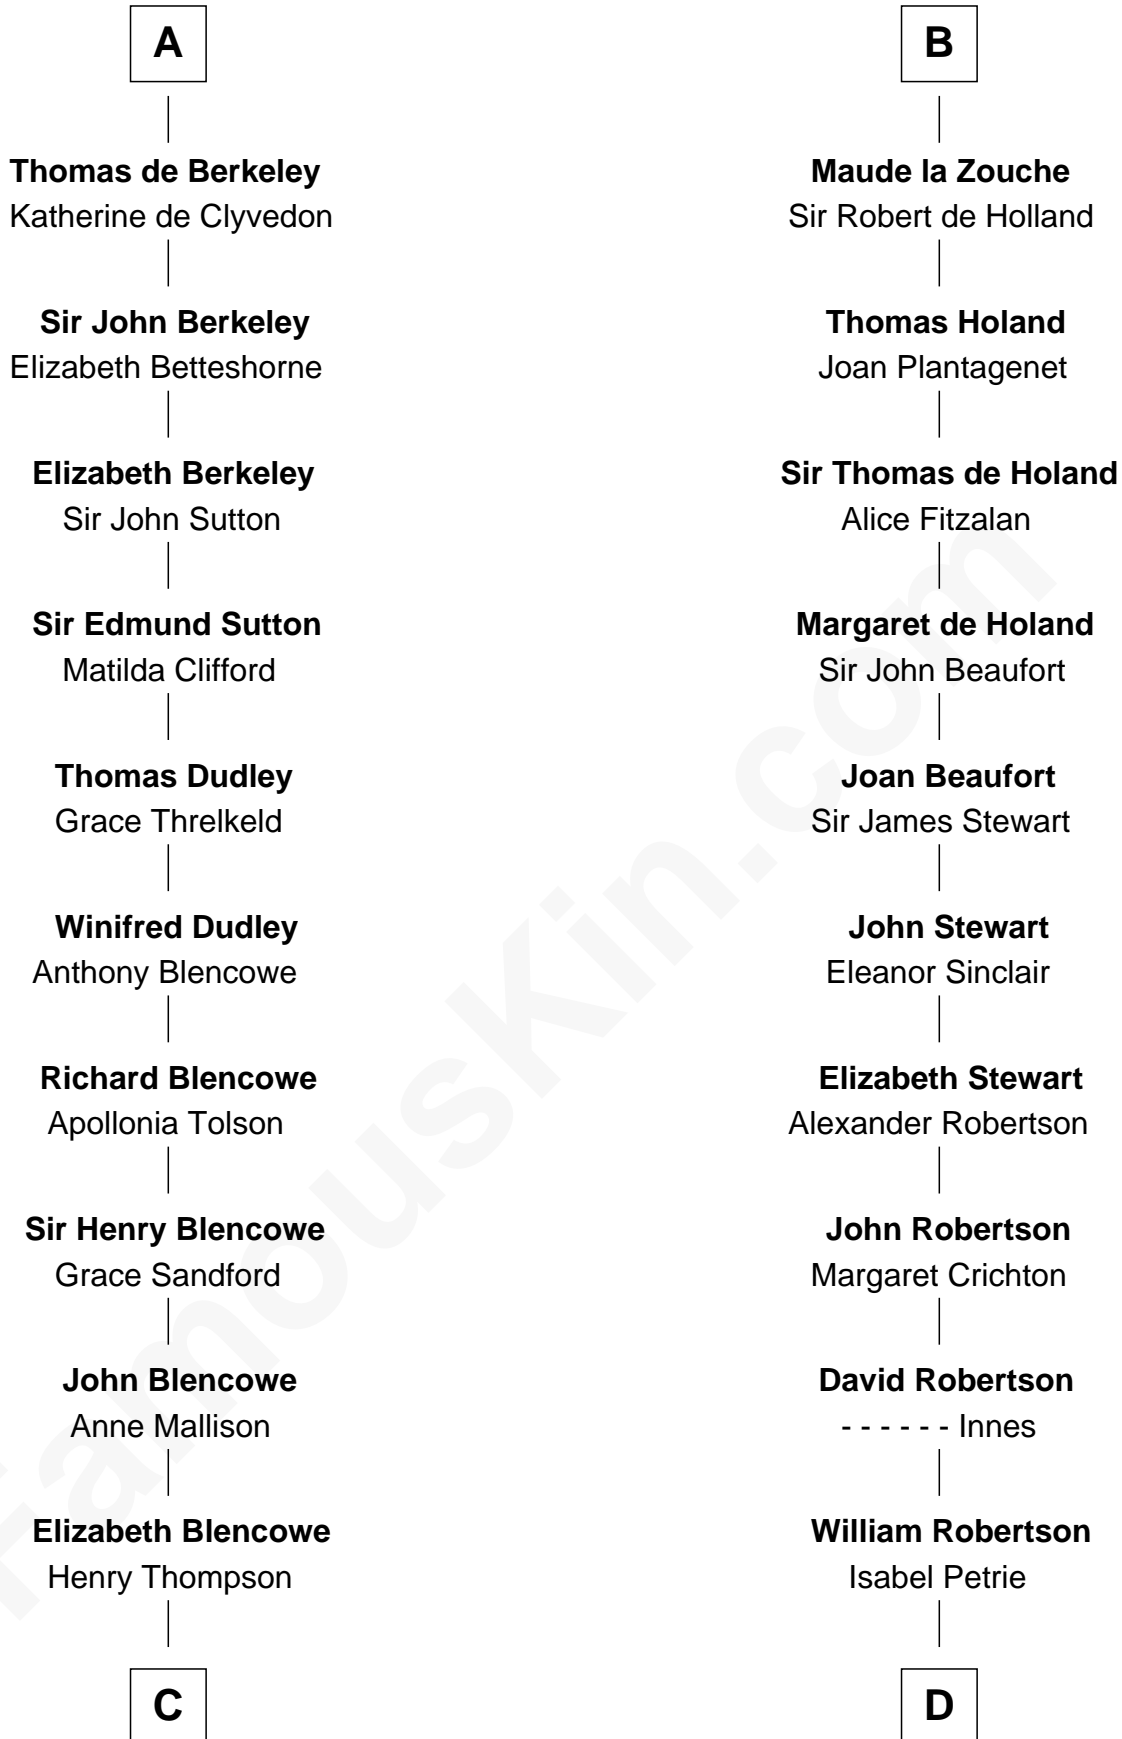 A
Thomas de Berkeley
Katherine de Clyvedon
Sir John Berkeley
Elizabeth Betteshorne
Elizabeth Berkeley
Sir John Sutton
Sir Edmund Sutton
Matilda Clifford
Thomas Dudley
Grace Threlkeld
Winifred Dudley
Anthony Blencowe
Richard Blencowe
Apollonia Tolson
Sir Henry Blencowe
Grace Sandford
John Blencowe
Anne Mallison
Elizabeth Blencowe
Henry Thompson
C
B
Maude la Zouche
Sir Robert de Holland
Thomas Holand
Joan Plantagenet
Sir Thomas de Holand
Alice Fitzalan
Margaret de Holand
Sir John Beaufort
Joan Beaufort
Sir James Stewart
John Stewart
Eleanor Sinclair
Elizabeth Stewart
Alexander Robertson
John Robertson
Margaret Crichton
David Robertson
- - - - - - Innes
William Robertson
Isabel Petrie
D
FamousKin.com